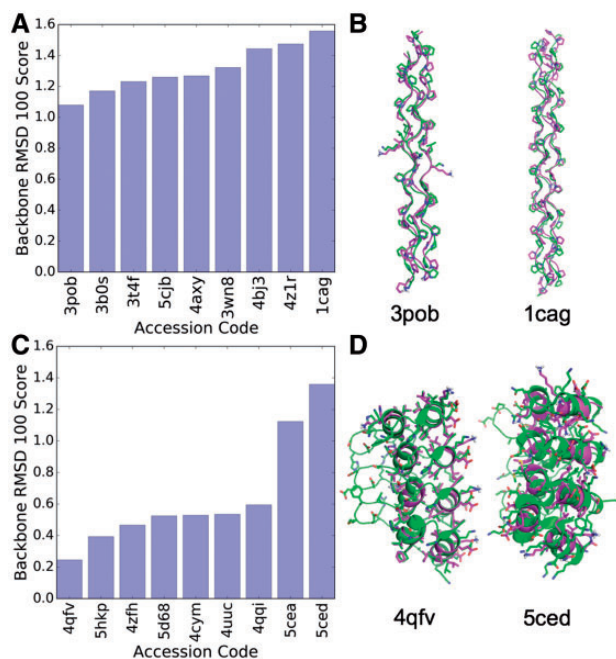 A
Backbone RMSD 100 Score
1.6
1.4
1.2
1.0
0.8
0.6
0.4
0.2
0.0
3pob
3b0s
3t4f
5cjb
4axy
3wn8
4bj3
4z1r
1cag
Accession Code
B
3pob
1cag
C
Backbone RMSD 100 Score
1.6
1.4
1.2
1.0
0.8
0.6
0.4
0.2
0.0
4qfv
5hkp
4zfh
5d68
4cym
4uuc
4qqi
5cea
5ced
Accession Code
D
4qfv
5ced